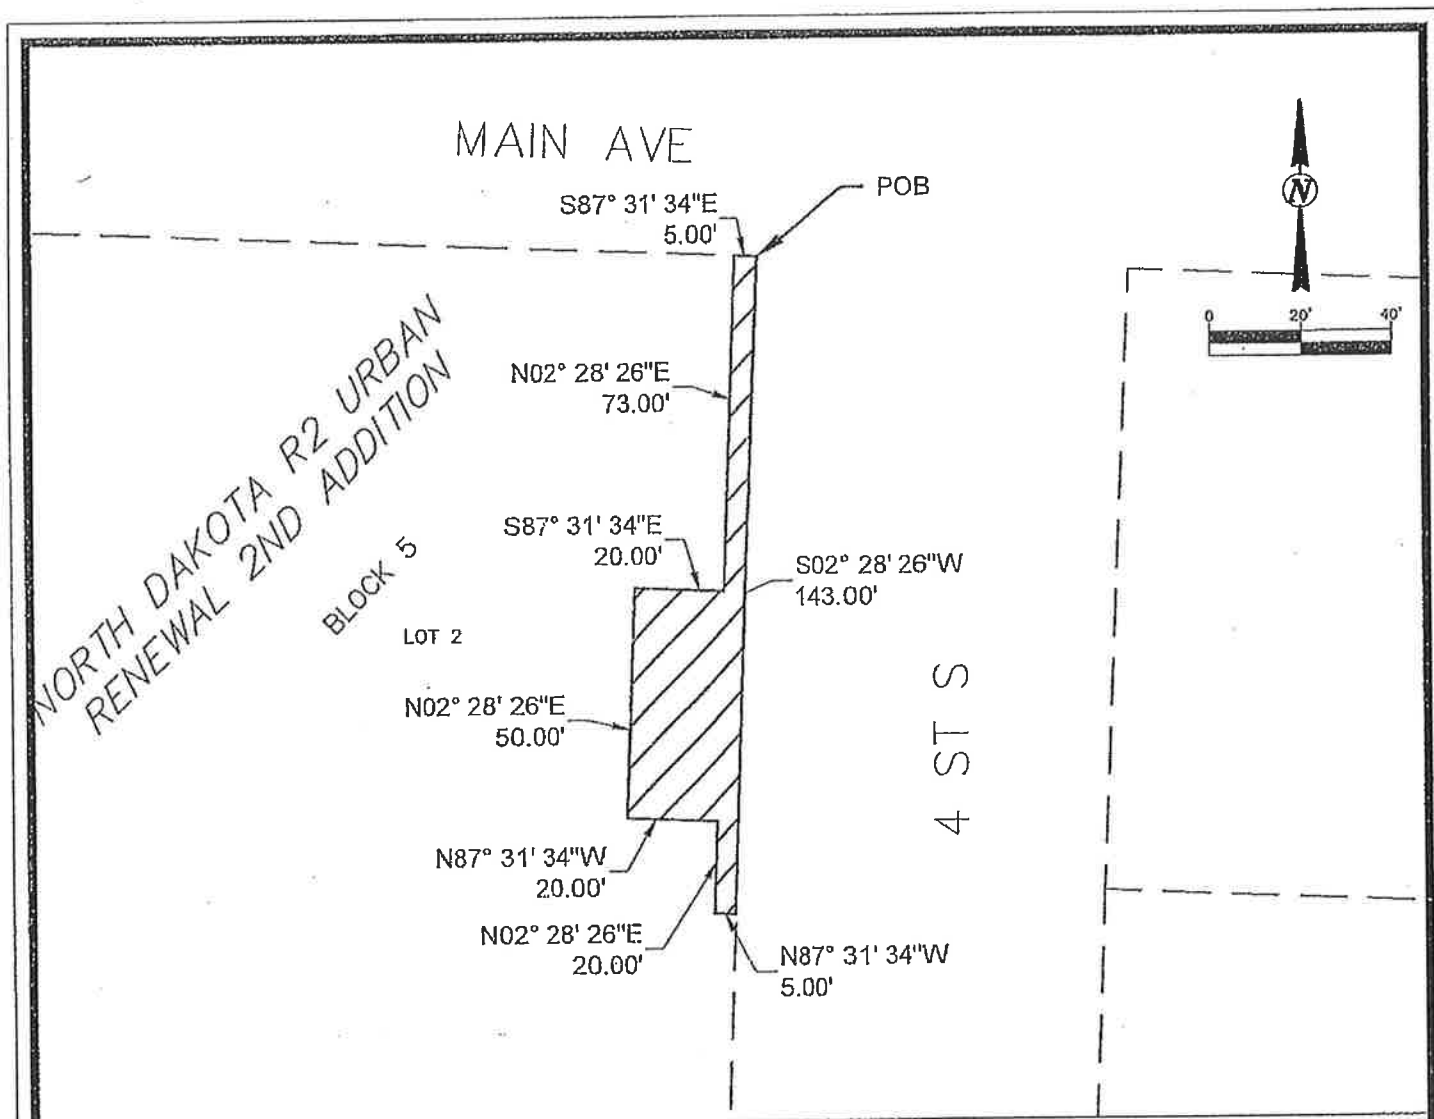 MAIN AVE
S87° 31' 34"E
5.00'
POB
N
0 20' 40'
N02° 28' 26"E
73.00'
NORTH DAKOTA R2 URBAN
RENEWAL 2ND ADDITION
BLOCK 5
LOT 2
S87° 31' 34"E
20.00'
S02° 28' 26"W
143.00'
4 ST S
N02° 28' 26"E
50.00'
N87° 31' 34"W
20.00'
N02° 28' 26"E
20.00'
N87° 31' 34"W
5.00'